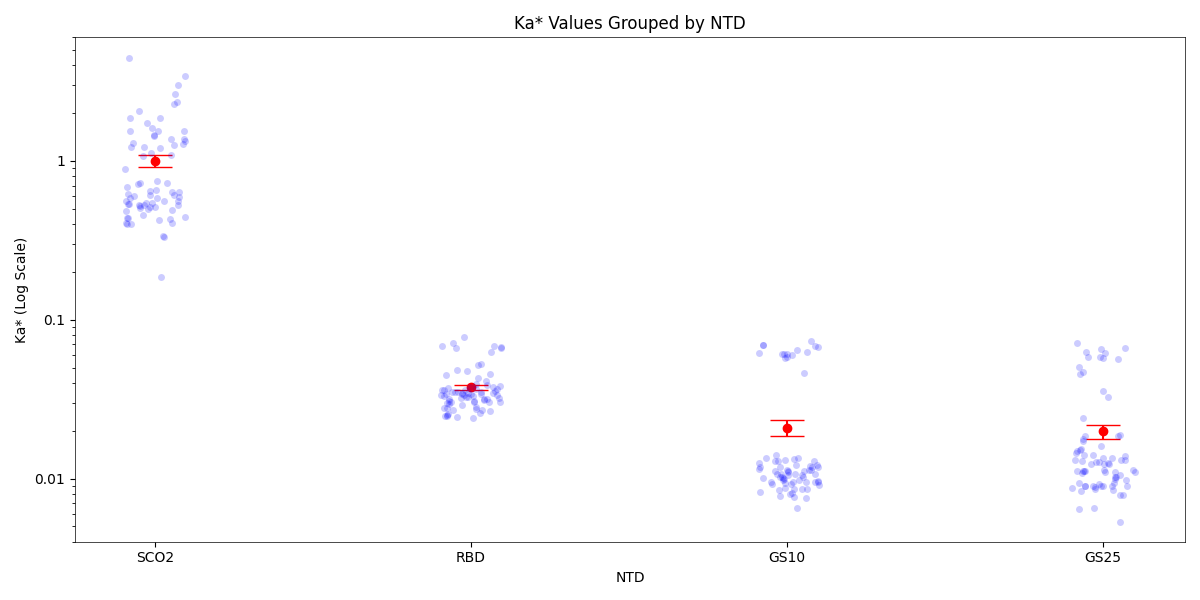 Ka* Values Grouped by NTD
Ka* (Log Scale)
1
0.1
0.01
SCO2
RBD
GS10
GS25
NTD